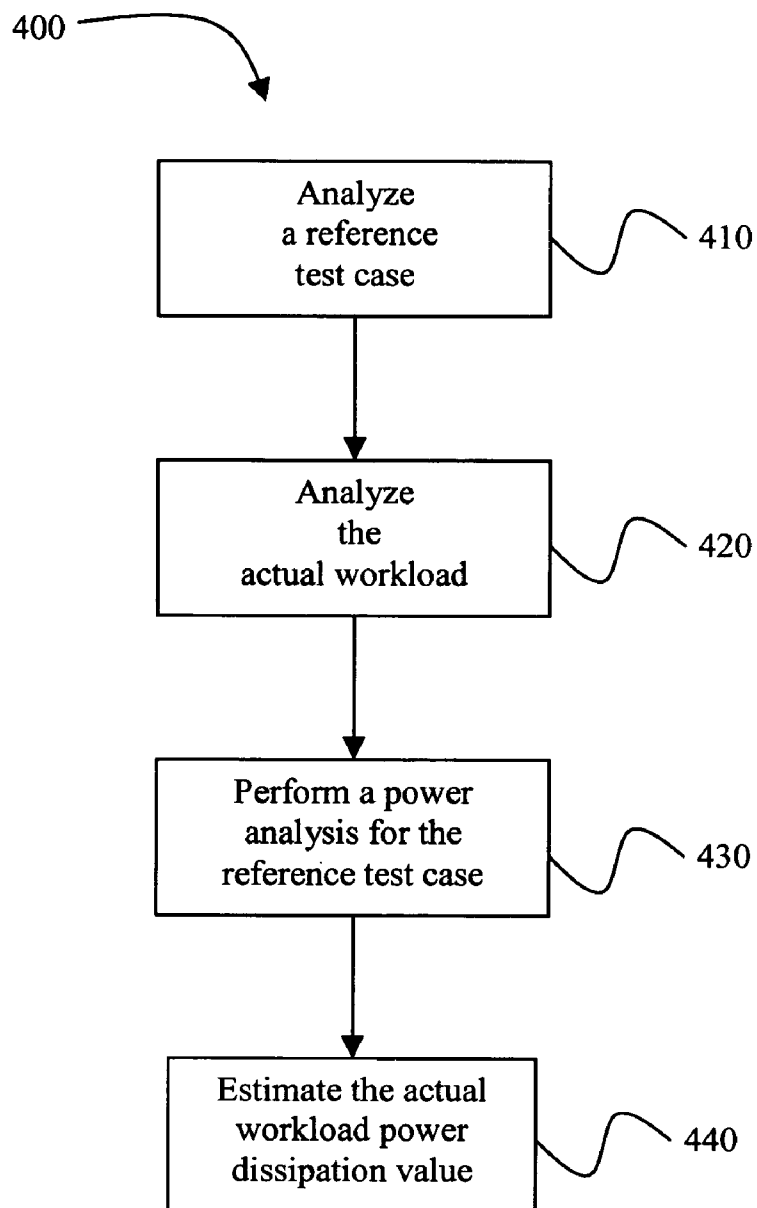 400
Analyze
a reference
test case
410
Analyze
the
actual workload
420
Perform a power
analysis for the
reference test case
430
Estimate the actual
workload power
dissipation value
440